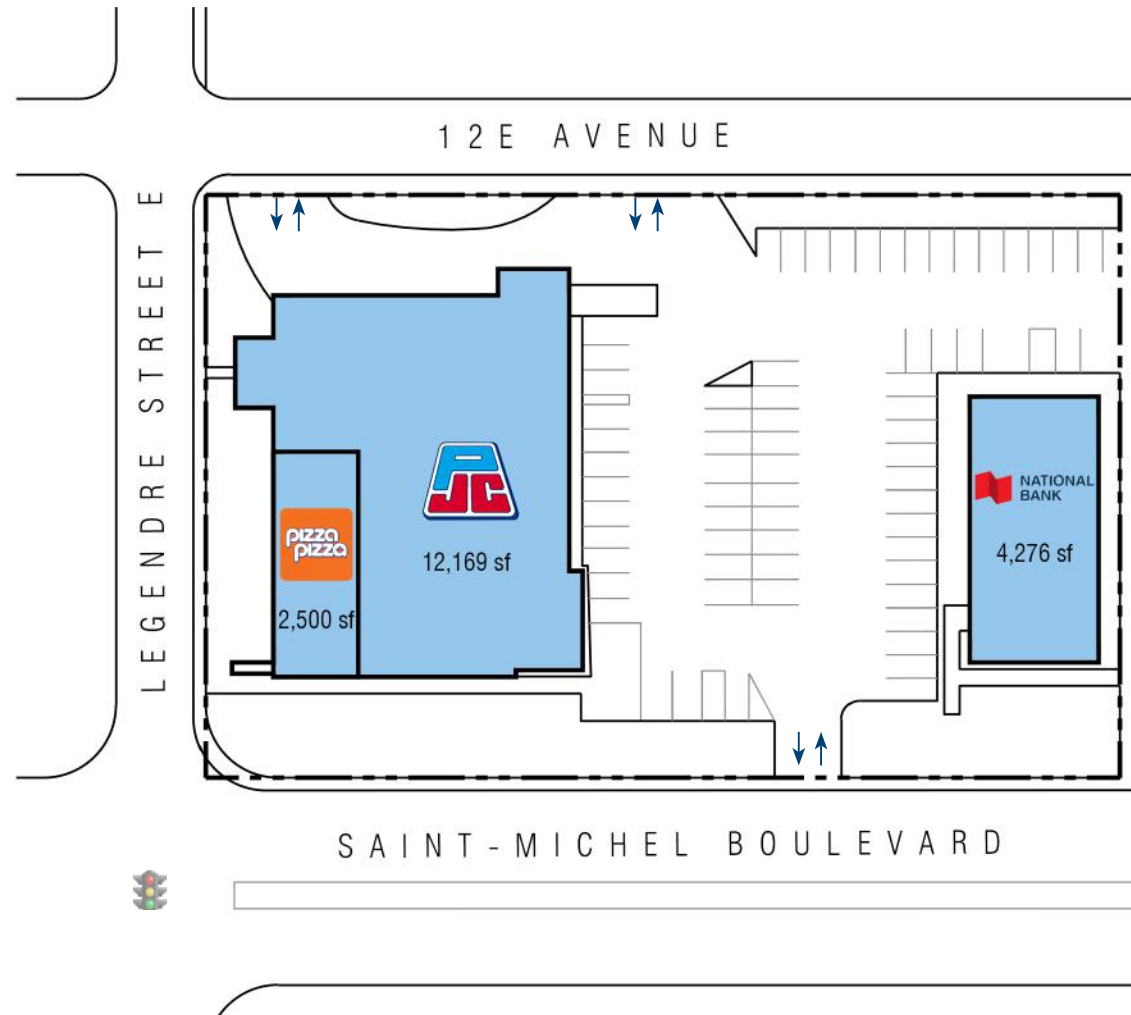 12E AVENUE
LEGENDRE STREET E
PJC
12,169 sf
pizza
pizza
2,500 sf
NATIONAL
BANK
4,276 sf
SAINT-MICHEL BOULEVARD